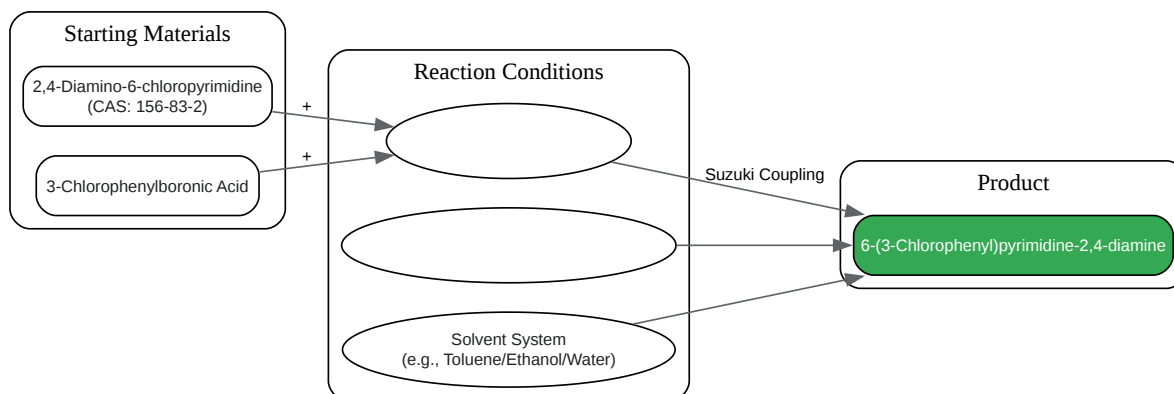 Starting Materials
2,4-Diamino-6-chloropyrimidine
(CAS: 156-83-2)
3-Chlorophenylboronic Acid
+
+
Reaction Conditions
Solvent System
(e.g., Toluene/Ethanol/Water)
Suzuki Coupling
Product
6-(3-Chlorophenyl)pyrimidine-2,4-diamine